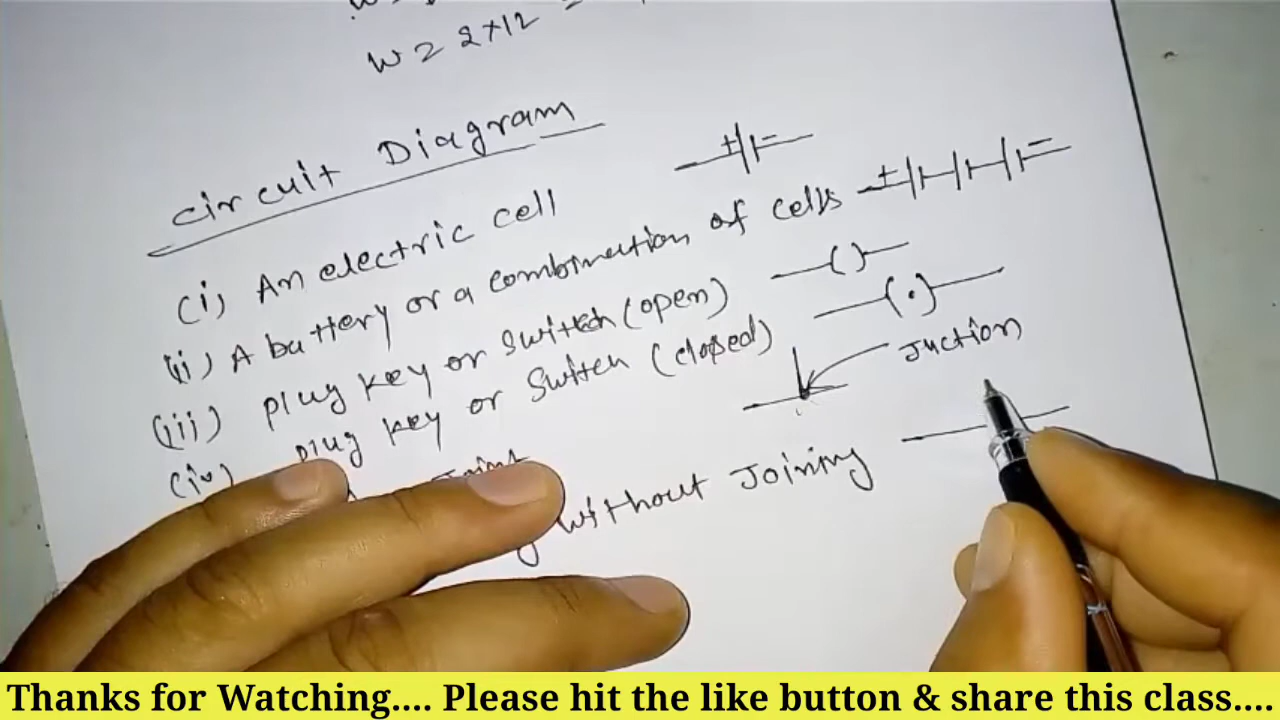 W = 2×12 =
Circuit Diagram
(i) An electric cell
(ii) A battery or a combination of cells
(iii) plug key or Switch (open)
(iv) plug key or Switch (closed)
Joint
Juction
without Joining
Thanks for Watching.... Please hit the like button & share this class....